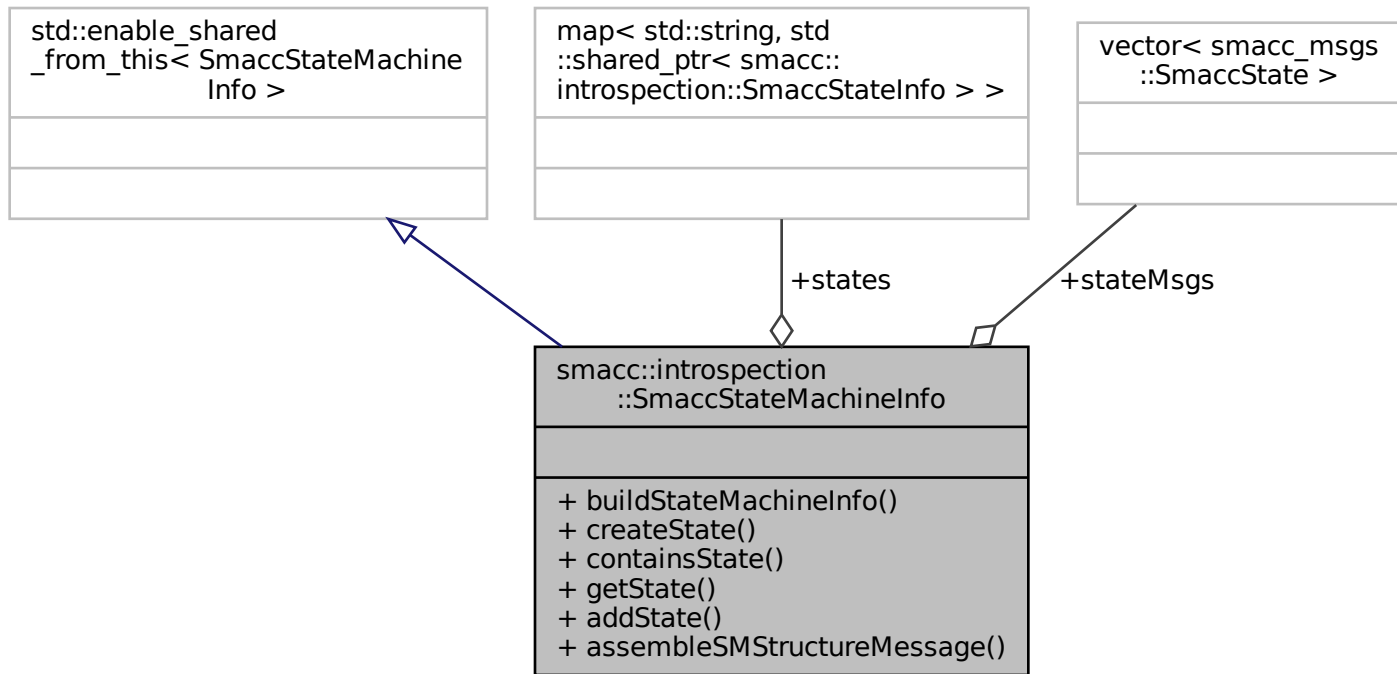 std::enable_shared
_from_this< SmaccStateMachine
Info >
map< std::string, std
::shared_ptr< smacc::
introspection::SmaccStateInfo > >
vector< smacc_msgs
::SmaccState >
+states
+stateMsgs
smacc::introspection
::SmaccStateMachineInfo
+ buildStateMachineInfo()
+ createState()
+ containsState()
+ getState()
+ addState()
+ assembleSMStructureMessage()